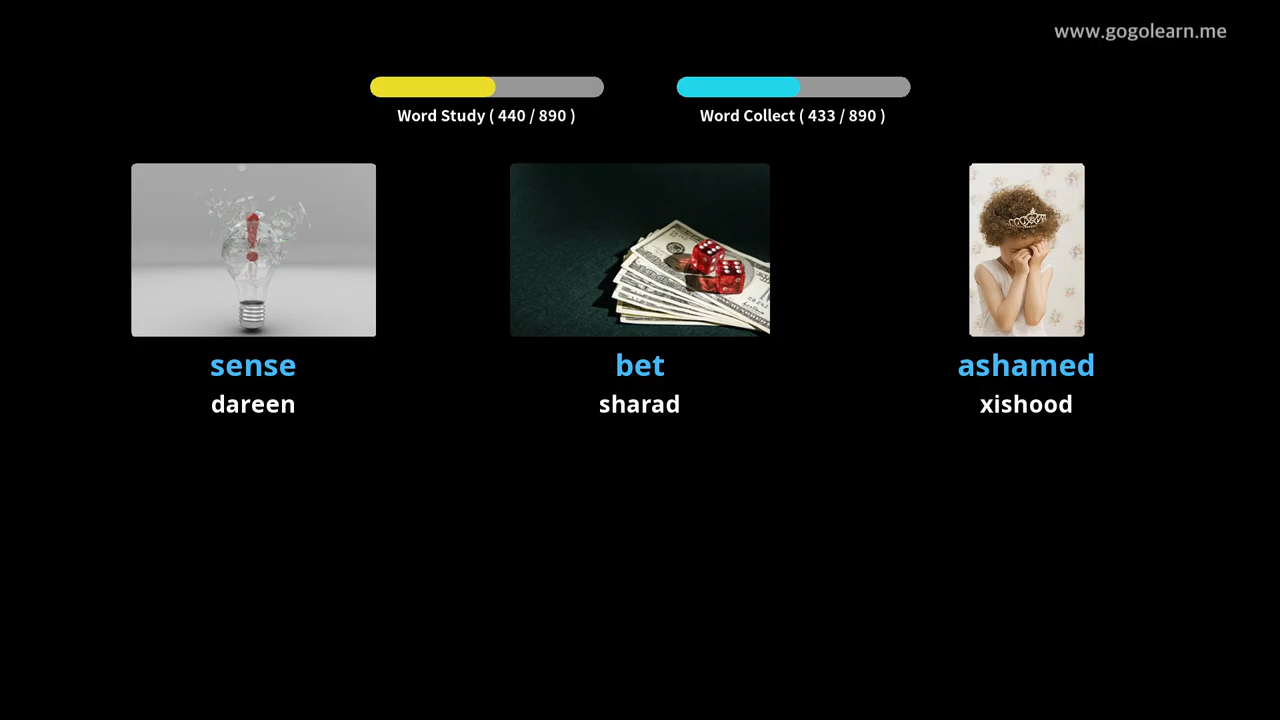 www.gogolearn.me
Word Study ( 440 / 890 )
Word Collect ( 433 / 890 )
sense
dareen
bet
sharad
ashamed
xishood